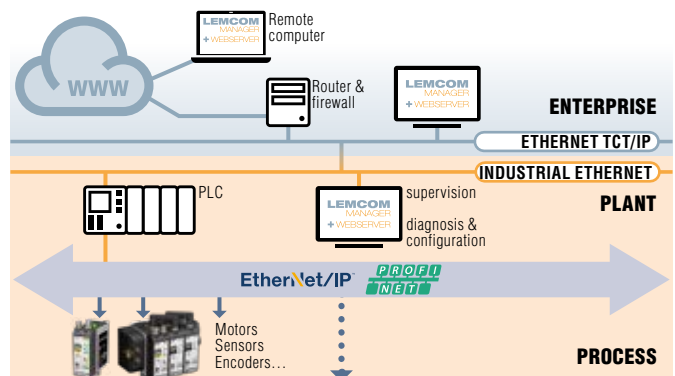 LEMCOM
MANAGER
+ WEBSERVER
Remote
computer
WWW
Router &
firewall
LEMCOM
MANAGER
+ WEBSERVER
ENTERPRISE
ETHERNET TCT/IP
INDUSTRIAL ETHERNET
PLC
LEMCOM
MANAGER
+ WEBSERVER
supervision
diagnosis &
configuration
PLANT
EtherNet/IP™
PROFI
NET
Motors
Sensors
Encoders...
PROCESS